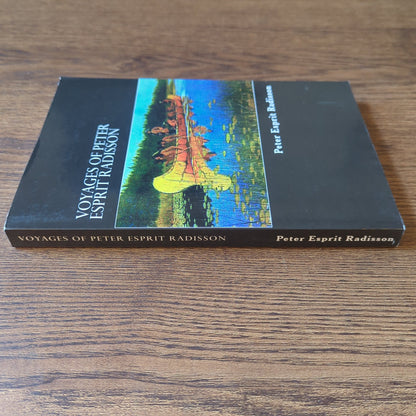 VOYAGES OF PETER
ESPRIT RADISSON
Peter Esprit Radisson
VOYAGES OF PETER ESPRIT RADISSON Peter Esprit Radisson